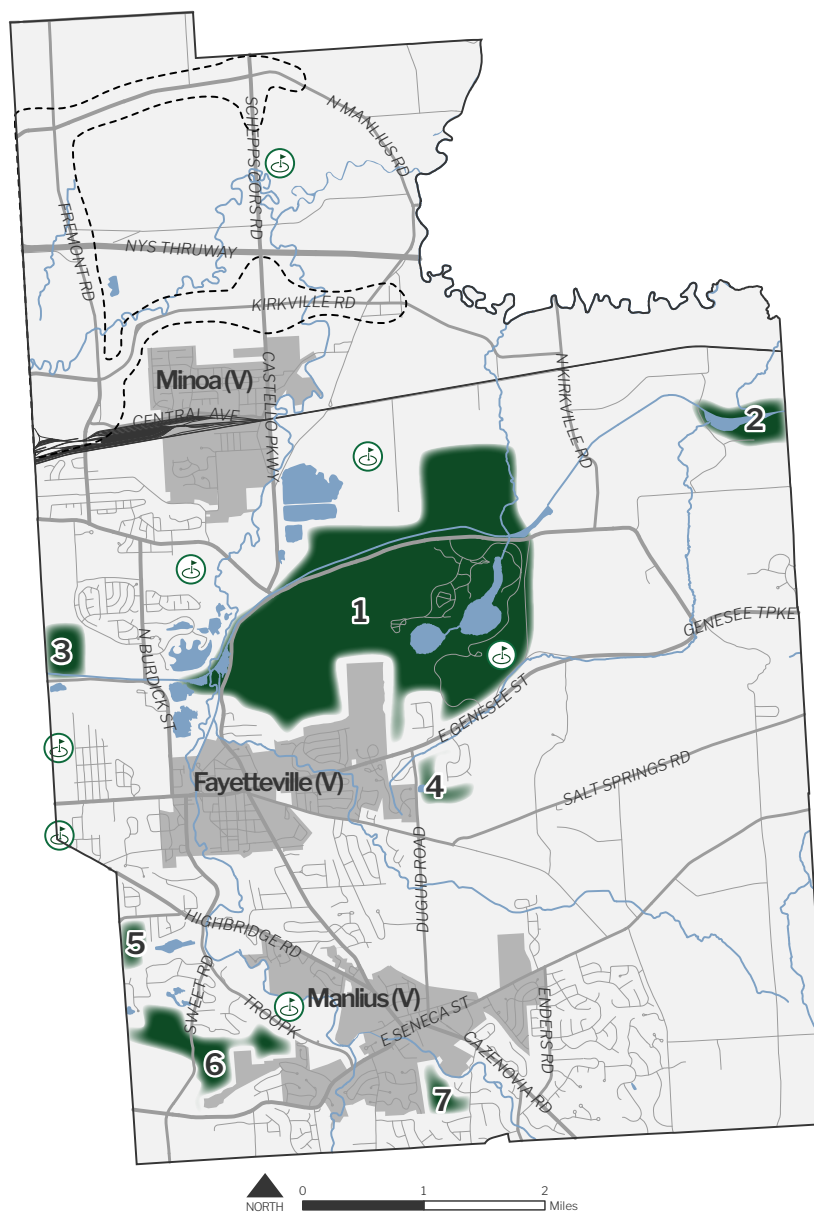 N MANLIUS RD
SCHEPPS CORS RD
FREMONT RD
NYS THRUWAY
KIRKVILLE RD
Minoa (V)
CASTELLO PKWY
N KIRKVILLE RD
CENTRAL AVE
2
1
3
N BURDICK ST
GENESEE TPKE
E GENESEE ST
Fayetteville (V)
4
SALT SPRINGS RD
DUGUID ROAD
HIGHBRIDGE RD
5
SWEET RD
TROOP K
Manlius (V)
E SENECA ST
ENDERS RD
CAZENOVIA RD
6
7
NORTH
0 1 2
Miles